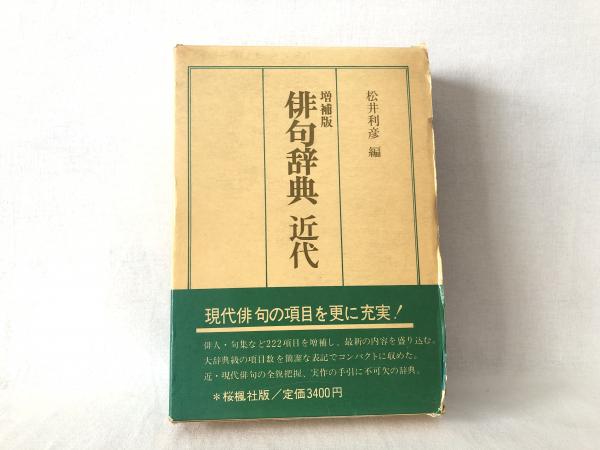 松井利彦 編
増補版
俳句辞典 近代
現代俳句の項目を更に充実!
俳人・句集など222項目を増補し、最新の内容を盛り込む。
大辞典級の項目数を簡潔な表記でコンパクトに収めた。
近・現代俳句の全貌把握、実作の手引に不可欠の辞典。
*桜楓社版/定価3400円